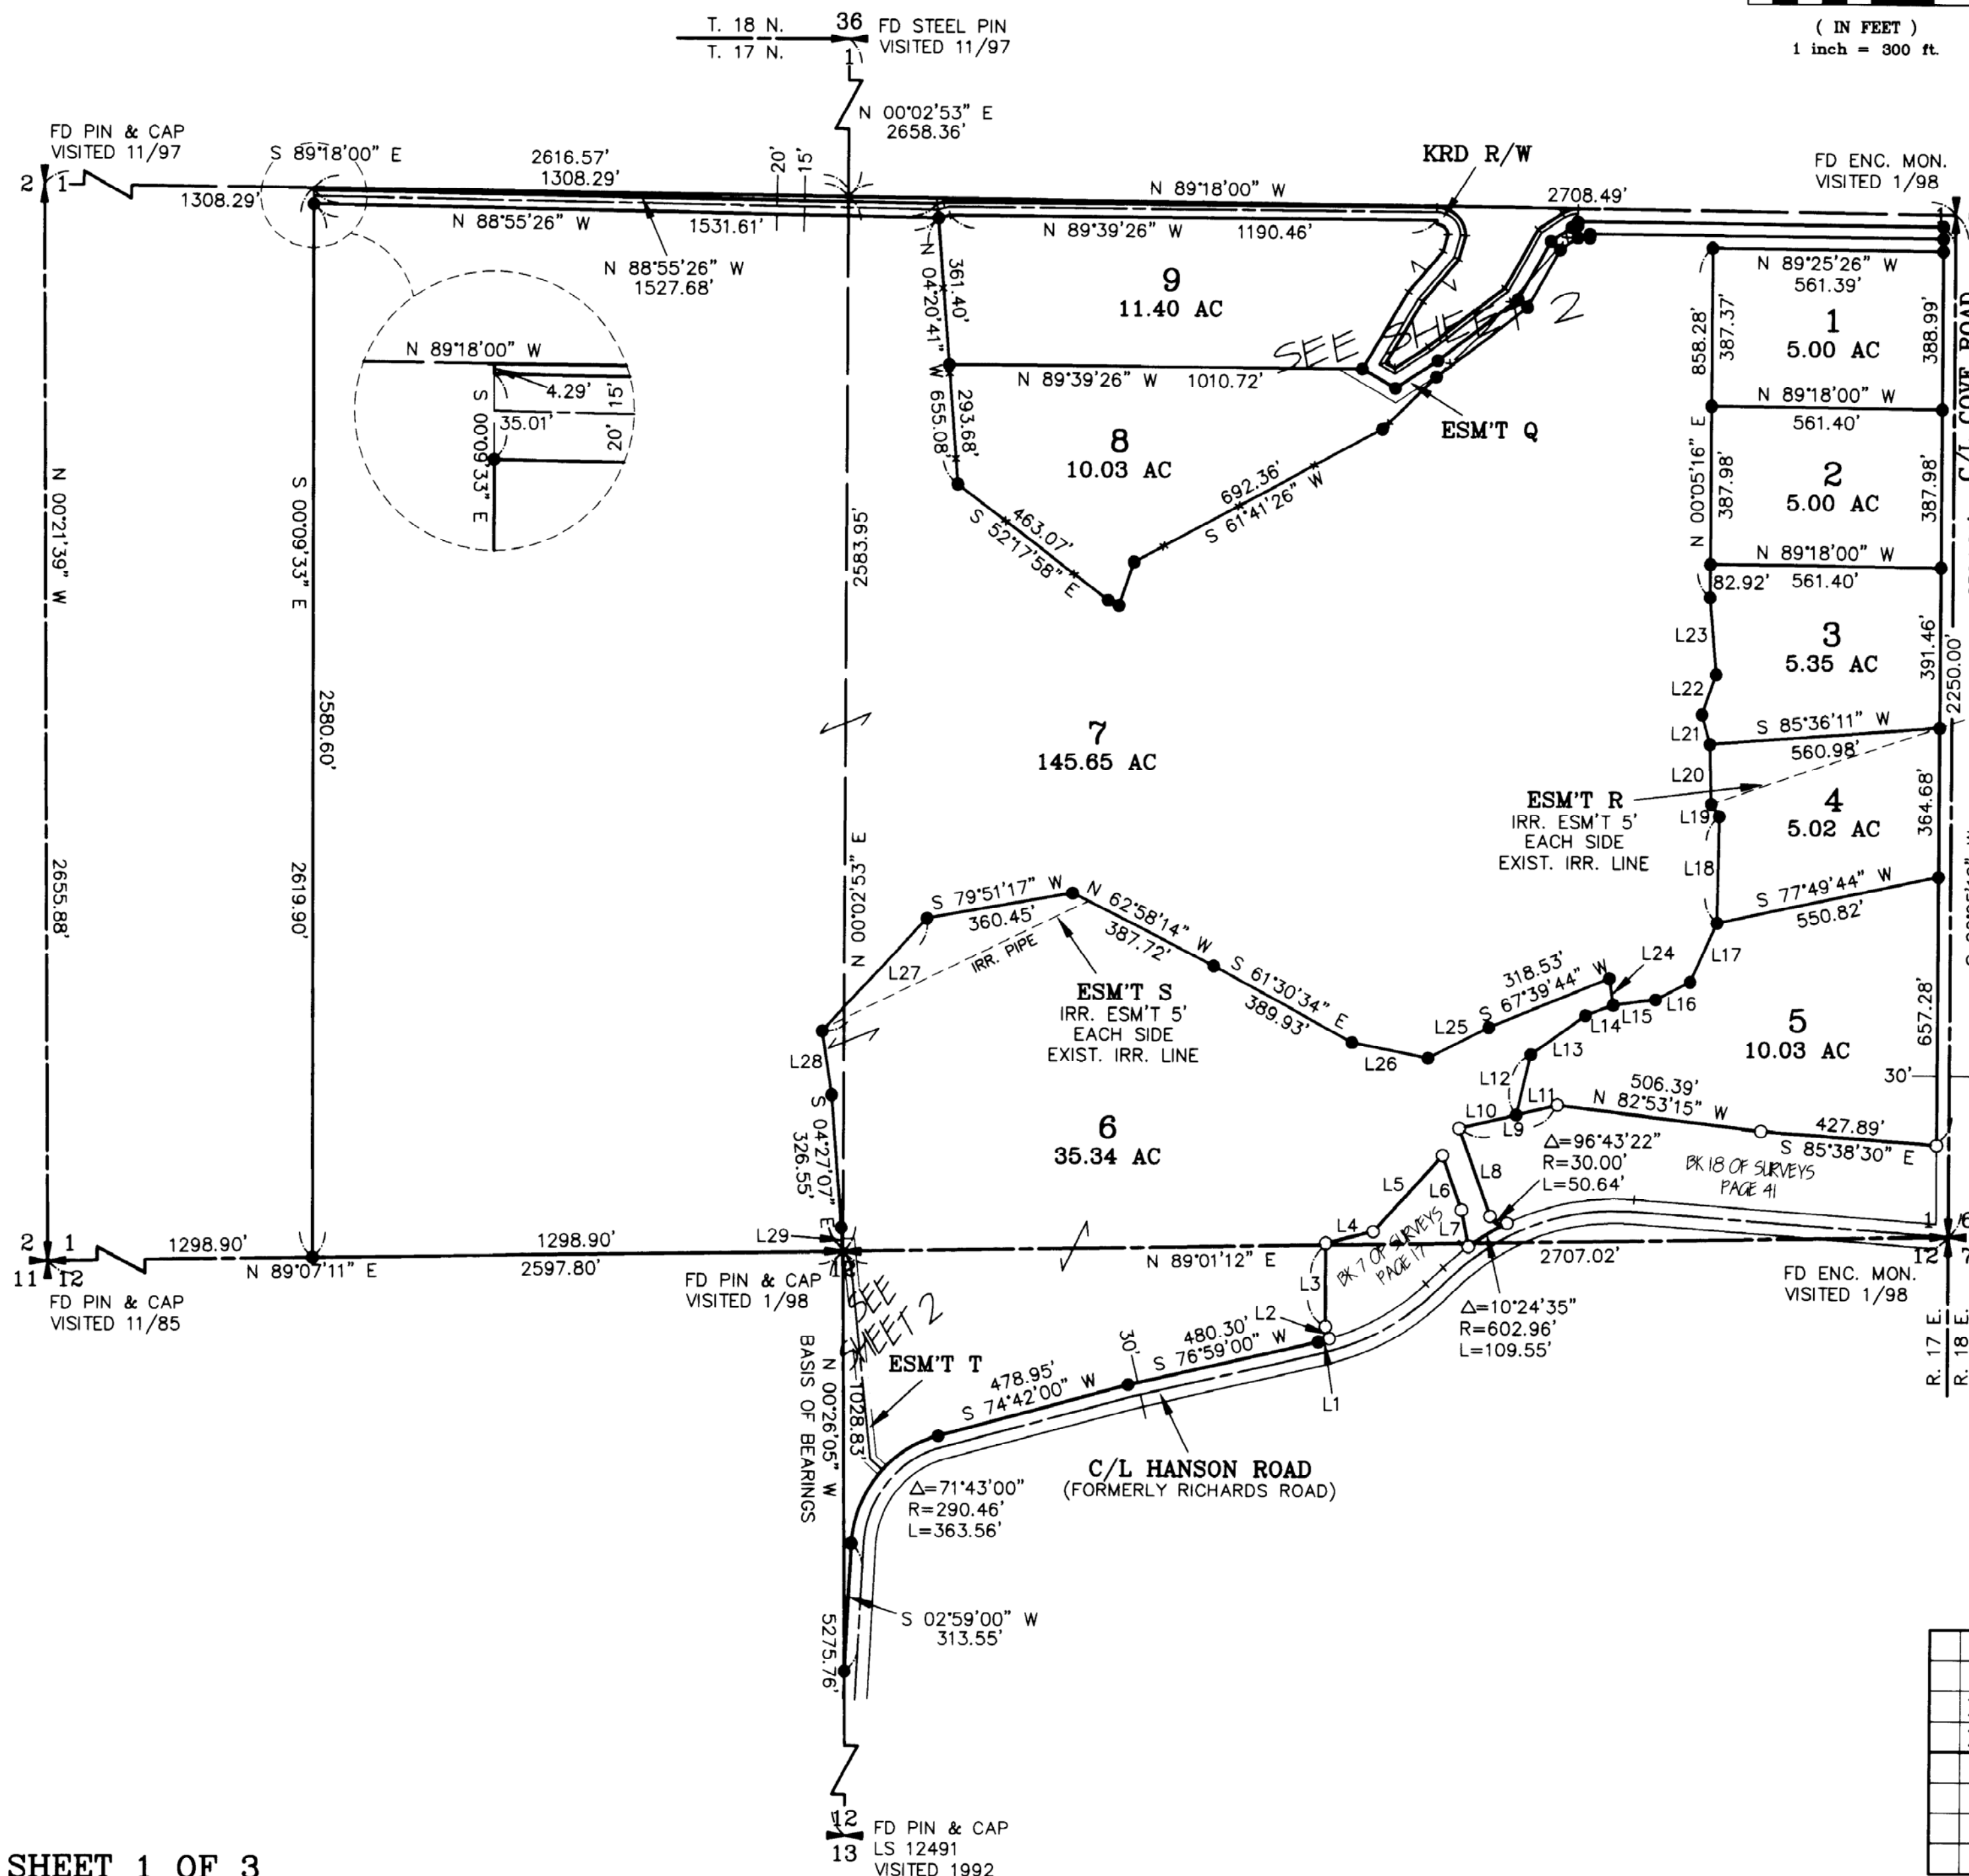 T. 18 N.
T. 17 N.
36
1
FD STEEL PIN
VISITED 11/97
( IN FEET )
1 inch = 300 ft.
N 00°02'53" E
2658.36'
FD PIN & CAP
VISITED 11/97
2 1
1308.29'
S 89°18'00" E
2616.57'
1308.29'
20'
15'
N 88°55'26" W
1531.61'
N 88°55'26" W
1527.68'
N 89°18'00" W
KRD R/W
2708.49'
FD ENC. MON.
VISITED 1/98
1
N 89°39'26" W
1190.46'
361.40'
N 04°20'41" W
655.08'
293.68'
9
11.40 AC
SEE SHEET 2
N 89°39'26" W
1010.72'
ESM'T Q
8
10.03 AC
692.36'
S 61°41'26" W
463.07'
S 52°17'58" E
N 89°18'00" W
4.29'
35.01'
15'
20'
S 00°09'33" E
N 89°25'26" W
561.39'
1
5.00 AC
858.28'
387.37'
388.99'
C/L COVE ROAD
N 89°18'00" W
561.40'
N 00°05'16" E
387.98'
2
5.00 AC
387.98'
N 89°18'00" W
561.40'
82.92'
L23
3
5.35 AC
391.46'
2250.00'
L22
L21
S 85°36'11" W
560.98'
L20
ESM'T R
IRR. ESM'T 5'
EACH SIDE
EXIST. IRR. LINE
L19
4
5.02 AC
364.68'
L18
S 77°49'44" W
550.82'
N 00°21'39" W
2655.88'
S 00°09'33" E
2580.60'
2619.90'
2583.95'
N 00°02'53" E
7
145.65 AC
S 79°51'17" W
360.45'
N 62°58'14" W
387.72'
L27
IRR. PIPE
ESM'T S
IRR. ESM'T 5'
EACH SIDE
EXIST. IRR. LINE
S 61°30'34" E
389.93'
L26
L25
318.53'
S 67°39'44" W
L24
L17
L16
L15
L14
L13
L12
L11
L10
L9
5
10.03 AC
657.28'
30'
506.39'
N 82°53'15" W
427.89'
S 85°38'30" E
L28
S 04°27'07" E
326.55'
L29
6
35.34 AC
Δ=96°43'22"
R=30.00'
L=50.64'
BK 18 OF SURVEYS
PAGE 41
L8
L6
L5
L7
L4
L3
L2
BK 7 OF SURVEYS
PAGE 17
2 1
11 12
FD PIN & CAP
VISITED 11/85
1298.90'
N 89°07'11" E
1298.90'
2597.80'
FD PIN & CAP
VISITED 1/98
N 89°01'12" E
2707.02'
1 6
12 7
FD ENC. MON.
VISITED 1/98
R. 17 E.
R. 18 E.
Δ=10°24'35"
R=602.96'
L=109.55'
SEE
SHEET 2
ESM'T T
BASIS OF BEARINGS
N 00°26'05" W
1028.83'
5275.76'
478.95'
S 74°42'00" W
30'
480.30'
S 76°59'00" W
L1
C/L HANSON ROAD
(FORMERLY RICHARDS ROAD)
Δ=71°43'00"
R=290.46'
L=363.56'
S 02°59'00" W
313.55'
12
13
FD PIN & CAP
LS 12491
VISITED 1992
SHEET 1 OF 3